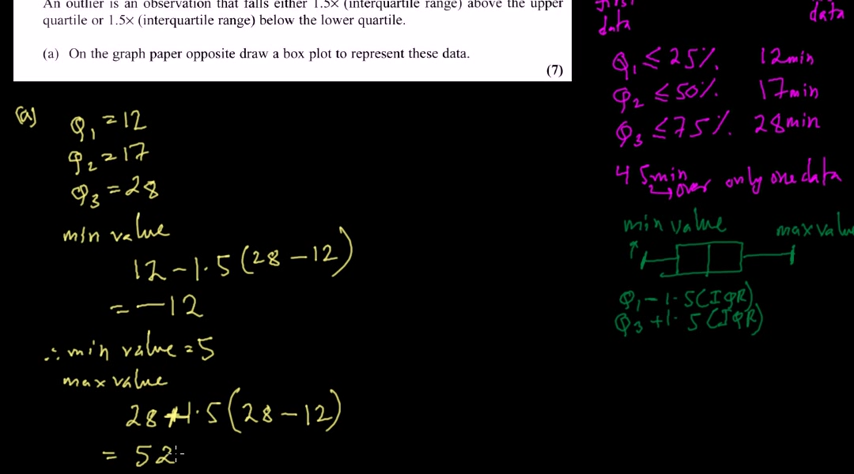 An outlier is an observation that falls either 1.5× (interquartile range) above the upper
quartile or 1.5× (interquartile range) below the lower quartile.
(a) On the graph paper opposite draw a box plot to represent these data.
(7)
(a) Q₁ = 12
Q₂ = 17
Q₃ = 28
min value
12 − 1.5 (28 − 12)
= −12
∴ min value = 5
max value
28 + 1.5 (28 − 12)
= 52
data data
Q₁ ≤ 25% 12min
Q₂ ≤ 50% 17min
Q₃ ≤ 75% 28min
45min only one data
↳ over
min value max value
Q₁ − 1.5(IQR)
Q₃ + 1.5(IQR)